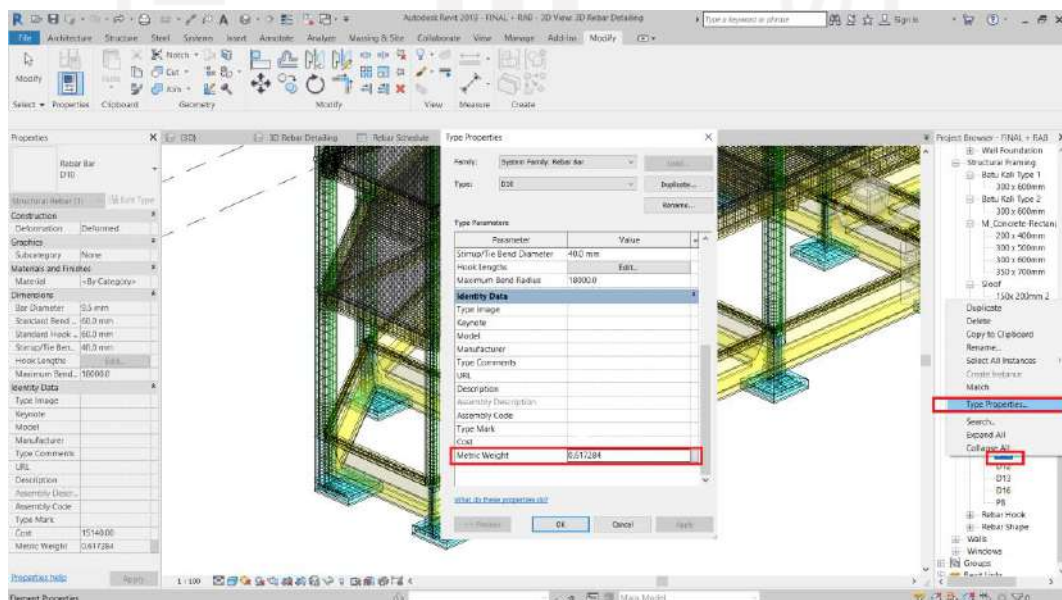 Autodesk Revit 2019 - FINAL + RAB - 3D View: 3D Rebar Detailing
Type a keyword or phrase
Sign In
File Architecture Structure Steel Systems Insert Annotate Analyze Massing & Site Collaborate View Manage Add-Ins Modify
Modify
Notch
Cut
Join
Select Properties Clipboard Geometry Modify View Measure Create
Properties
Rebar Bar
D10
Structural Rebar (1) Edit Type
Construction
Deformation Deformed
Graphics
Subcategory None
Materials and Finishes
Material <By Category>
Dimensions
Bar Diameter 9.5 mm
Standard Bend ... 60.0 mm
Standard Hook ... 60.0 mm
Stirrup/Tie Ben... 40.0 mm
Hook Lengths Edit...
Maximum Bend... 18000.0
Identity Data
Type Image
Keynote
Model
Manufacturer
Type Comments
URL
Description
Assembly Descr...
Assembly Code
Type Mark
Cost 15140.00
Metric Weight 0.617284
Properties help Apply
{3D} 3D Rebar Detailing Rebar Schedule
Type Properties
Family: System Family: Rebar Bar
Type: D10 Duplicate...
Rename...
Type Parameters
Parameter Value
Stirrup/Tie Bend Diameter 40.0 mm
Hook Lengths Edit...
Maximum Bend Radius 18000.0
Identity Data
Type Image
Keynote
Model
Manufacturer
Type Comments
URL
Description
Assembly Description
Assembly Code
Type Mark
Cost
Metric Weight 0.617284
What do these properties do?
<< Preview OK Cancel Apply
Project Browser - FINAL + RAB
Wall Foundation
Structural Framing
Batu Kali Type 1
300 x 600mm
Batu Kali Type 2
300 x 600mm
M_Concrete-Rectang
200 x 400mm
300 x 500mm
300 x 600mm
350 x 700mm
Sloof
150x 200mm 2
Duplicate
Delete
Copy to Clipboard
Rename...
Select All Instances
Create Instance
Match
Type Properties...
Search...
Expand All
Collapse All
D12
D13
D16
P8
Rebar Hook
Rebar Shape
Walls
Windows
Groups
Revit Links
1 : 100
Element Properties
Main Model